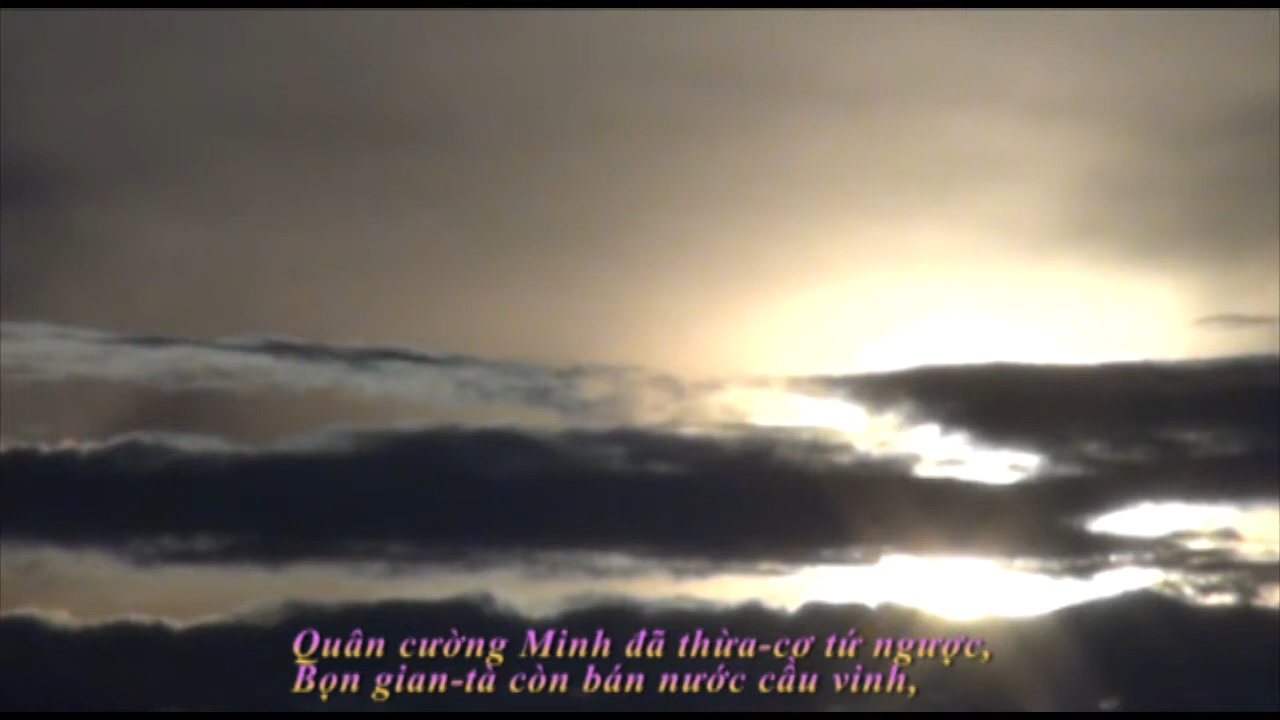 Quân cường Minh đã thừa-cơ tứ ngược,
Bọn gian-tà còn bán nước cầu vinh,